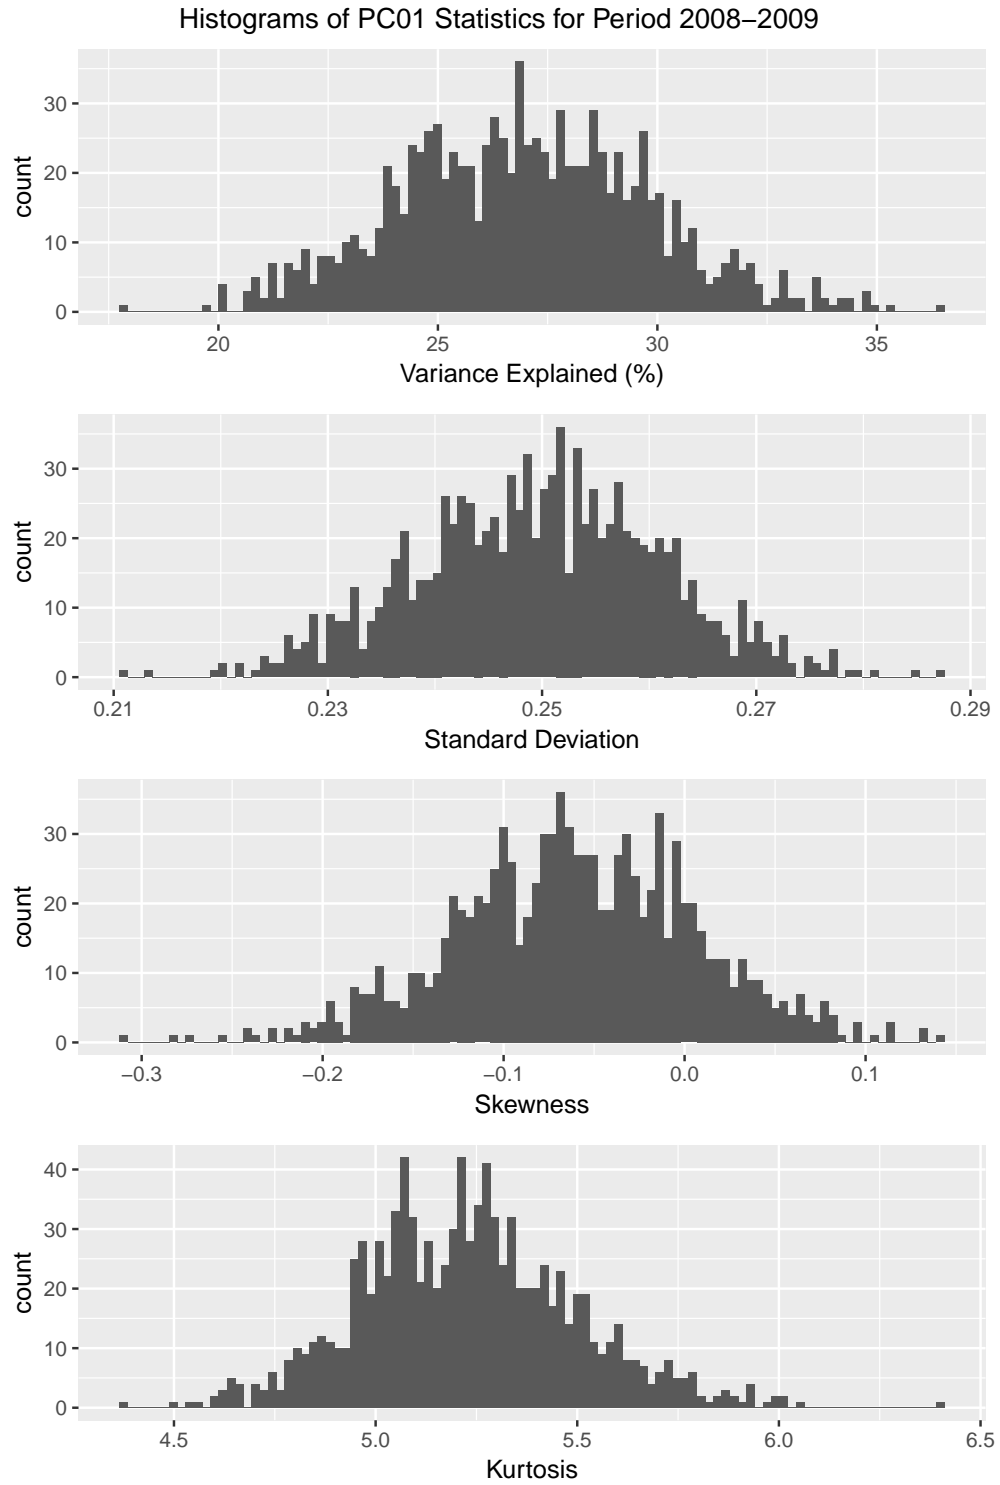 Histograms of PC01 Statistics for Period 2008−2009
30
20
10
0
count
20 25 30 35
Variance Explained (%)
30
20
10
0
count
0.21 0.23 0.25 0.27 0.29
Standard Deviation
30
20
10
0
count
−0.3 −0.2 −0.1 0.0 0.1
Skewness
40
30
20
10
0
count
4.5 5.0 5.5 6.0 6.5
Kurtosis